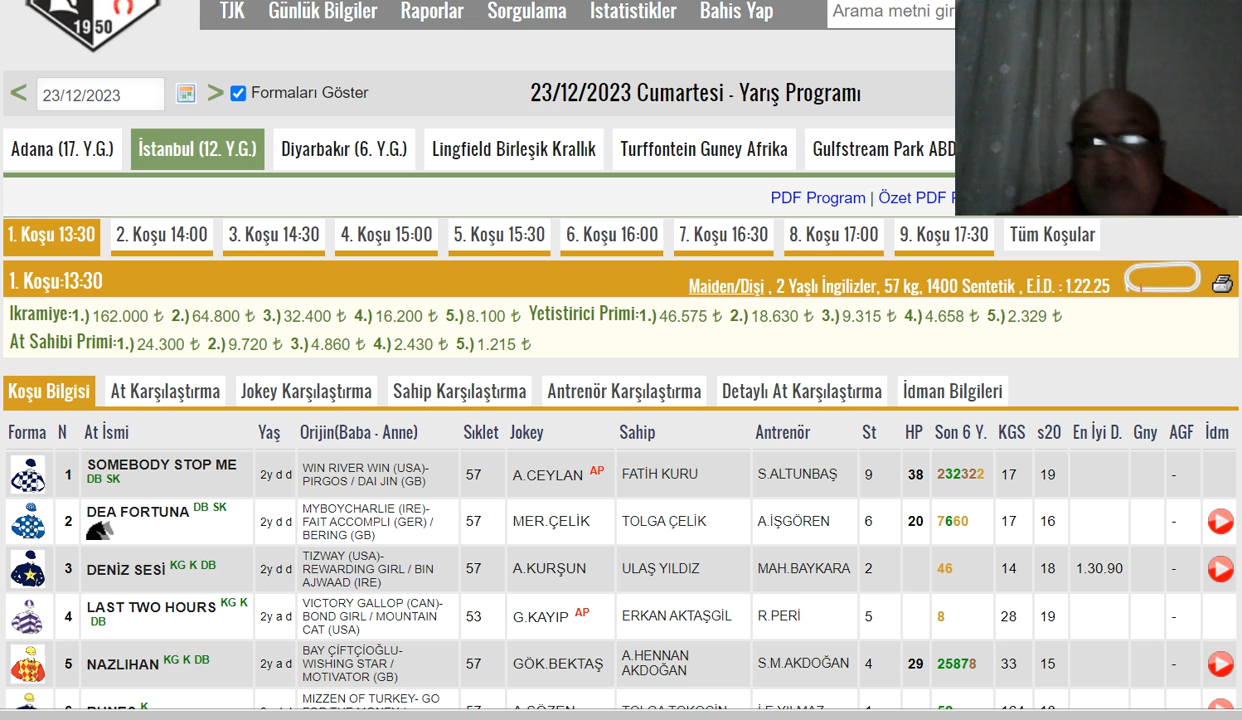 1950
TJK Günlük Bilgiler Raporlar Sorgulama İstatistikler Bahis Yap
Arama metni gir
< 23/12/2023 > Formaları Göster
23/12/2023 Cumartesi - Yarış Programı
Adana (17. Y.G.) İstanbul (12. Y.G.) Diyarbakır (6. Y.G.) Lingfield Birleşik Krallık Turffontein Guney Afrika Gulfstream Park ABD
PDF Program | Özet PDF
1. Koşu 13:30 2. Koşu 14:00 3. Koşu 14:30 4. Koşu 15:00 5. Koşu 15:30 6. Koşu 16:00 7. Koşu 16:30 8. Koşu 17:00 9. Koşu 17:30 Tüm Koşular
1. Koşu:13:30
Maiden/Dişi , 2 Yaşlı İngilizler, 57 kg, 1400 Sentetik , E.İ.D. : 1.22.25
Ikramiye:1.) 162.000 ₺ 2.) 64.800 ₺ 3.) 32.400 ₺ 4.) 16.200 ₺ 5.) 8.100 ₺ Yetistirici Primi:1.) 46.575 ₺ 2.) 18.630 ₺ 3.) 9.315 ₺ 4.) 4.658 ₺ 5.) 2.329 ₺
At Sahibi Primi:1.) 24.300 ₺ 2.) 9.720 ₺ 3.) 4.860 ₺ 4.) 2.430 ₺ 5.) 1.215 ₺
Koşu Bilgisi At Karşılaştırma Jokey Karşılaştırma Sahip Karşılaştırma Antrenör Karşılaştırma Detaylı At Karşılaştırma İdman Bilgileri
Forma N At İsmi Yaş Orijin(Baba - Anne) Sıklet Jokey Sahip Antrenör St HP Son 6 Y. KGS s20 En İyi D. Gny AGF İdm
1 SOMEBODY STOP ME DB SK 2y d d WIN RIVER WIN (USA)- PIRGOS / DAI JIN (GB) 57 A.CEYLAN AP FATİH KURU S.ALTUNBAŞ 9 38 232322 17 19 -
2 DEA FORTUNA DB SK 2y d d MYBOYCHARLIE (IRE)- FAIT ACCOMPLI (GER) / BERING (GB) 57 MER.ÇELİK TOLGA ÇELİK A.İŞGÖREN 6 20 7660 17 16 -
3 DENİZ SESİ KG K DB 2y d d TIZWAY (USA)- REWARDING GIRL / BIN AJWAAD (IRE) 57 A.KURŞUN ULAŞ YILDIZ MAH.BAYKARA 2 46 14 18 1.30.90 -
4 LAST TWO HOURS KG K DB 2y a d VICTORY GALLOP (CAN)- BOND GIRL / MOUNTAIN CAT (USA) 53 G.KAYIP AP ERKAN AKTAŞGİL R.PERİ 5 8 28 19 -
5 NAZLIHAN KG K DB 2y a d BAY ÇİFTÇİOĞLU- WISHING STAR / MOTIVATOR (GB) 57 GÖK.BEKTAŞ A.HENNAN AKDOĞAN S.M.AKDOĞAN 4 29 25878 33 15 -
K MIZZEN OF TURKEY- GO